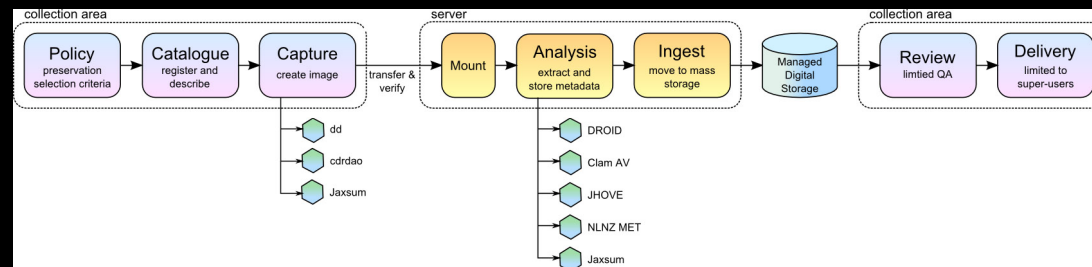 collection area
Policy
preservation
selection criteria
Catalogue
register and
describe
Capture
create image
dd
cdrdao
Jaxsum
transfer &
verify
server
Mount
Analysis
extract and
store metadata
DROID
Clam AV
JHOVE
NLNZ MET
Jaxsum
Ingest
move to mass
storage
Managed
Digital
Storage
collection area
Review
limtied QA
Delivery
limited to
super-users